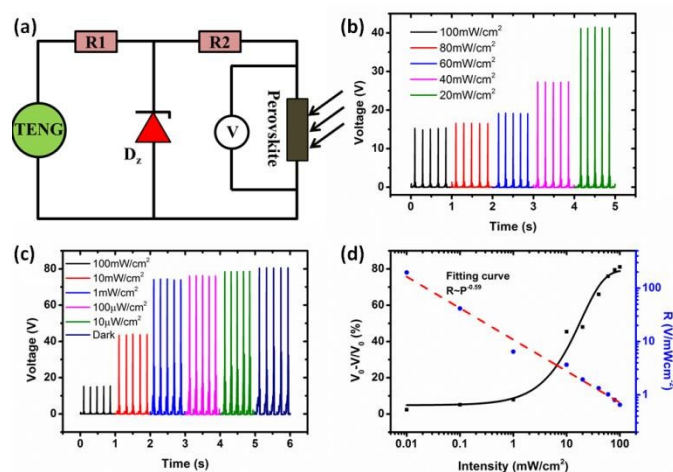 (a)
R1
R2
TENG
Dz
V
Perovskite
(b)
100mW/cm²
80mW/cm²
60mW/cm²
40mW/cm²
20mW/cm²
Voltage (V)
40
30
20
10
0
0 1 2 3 4 5
Time (s)
(c)
100mW/cm²
10mW/cm²
1mW/cm²
100μW/cm²
10μW/cm²
Dark
Voltage (V)
80
60
40
20
0
0 1 2 3 4 5 6
Time (s)
(d)
Fitting curve
R~P^-0.59
V₀-V/V₀ (%)
80
60
40
20
0
R (V/mWcm⁻²)
100
10
1
0.01 0.1 1 10 100
Intensity (mW/cm²)